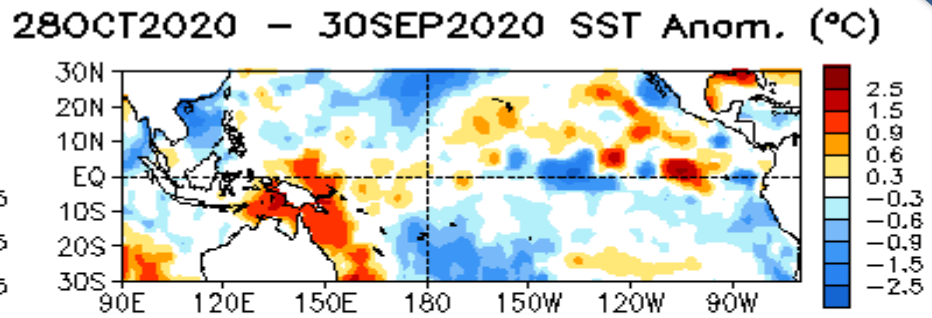 28OCT2020 – 30SEP2020 SST Anom. (°C)
30N
20N
10N
EQ
10S
20S
30S
90E 120E 150E 180 150W 120W 90W
2.5
1.5
0.9
0.6
0.3
-0.3
-0.6
-0.9
-1.5
-2.5